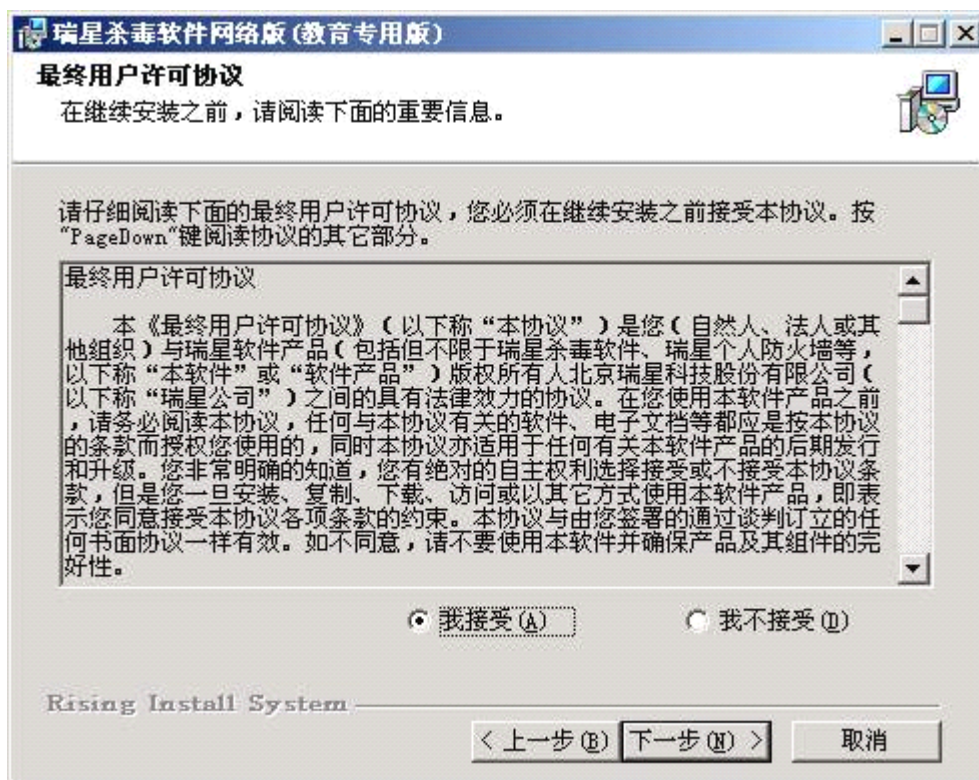 瑞星杀毒软件网络版(教育专用版)
最终用户许可协议
在继续安装之前，请阅读下面的重要信息。
请仔细阅读下面的最终用户许可协议，您必须在继续安装之前接受本协议。按
"PageDown"键阅读协议的其它部分。
最终用户许可协议
本《最终用户许可协议》（以下称“本协议”）是您（自然人、法人或其
他组织）与瑞星软件产品（包括但不限于瑞星杀毒软件、瑞星个人防火墙等，
以下称“本软件”或“软件产品”）版权所有人北京瑞星科技股份有限公司（
以下称“瑞星公司”）之间的具有法律效力的协议。在您使用本软件产品之前
，请务必阅读本协议，任何与本协议有关的软件、电子文档等都应是按本协议
的条款而授权您使用的，同时本协议亦适用于任何有关本软件产品的后期发行
和升级。您非常明确的知道，您有绝对的自主权利选择接受或不接受本协议条
款，但是您一旦安装、复制、下载、访问或以其它方式使用本软件产品，即表
示您同意接受本协议各项条款的约束。本协议与由您签署的通过谈判订立的任
何书面协议一样有效。如不同意，请不要使用本软件并确保产品及其组件的完
好性。
我接受(A) 我不接受(D)
Rising Install System
< 上一步(B) 下一步(N) > 取消